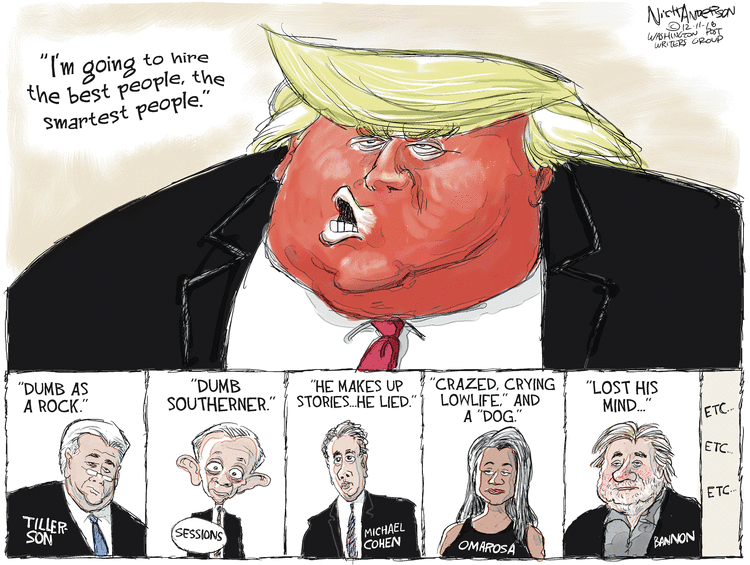 Nick Anderson
© 12-11-18
WASHINGTON POST
WRITERS GROUP
"I'm going to hire
the best people, the
smartest people."
"DUMB AS
A ROCK."
TILLER-
SON
"DUMB
SOUTHERNER."
SESSIONS
"HE MAKES UP
STORIES...HE LIED."
MICHAEL
COHEN
"CRAZED, CRYING
LOWLIFE," AND
A "DOG."
OMAROSA
"LOST HIS
MIND..."
BANNON
ETC...
ETC...
ETC...